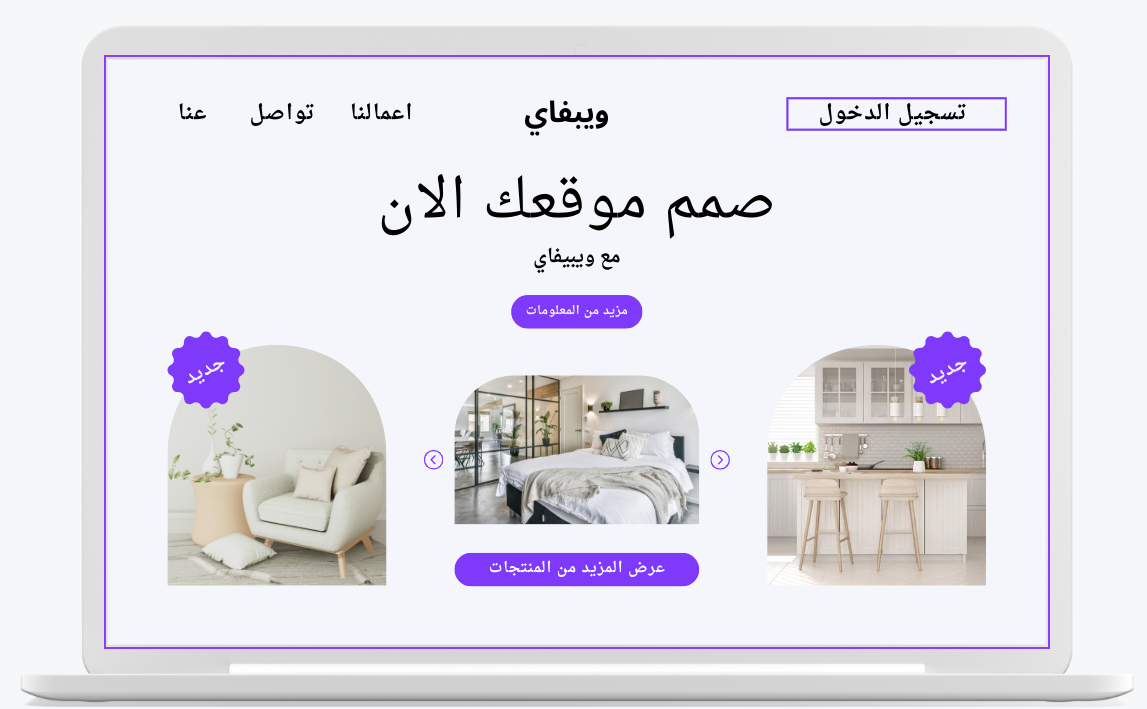 تسجيل الدخول
ويبفاي
اعمالنا
تواصل
عنا
صمم موقعك الان
مع ويبيفاي
مزيد من المعلومات
جديد
جديد
عرض المزيد من المنتجات